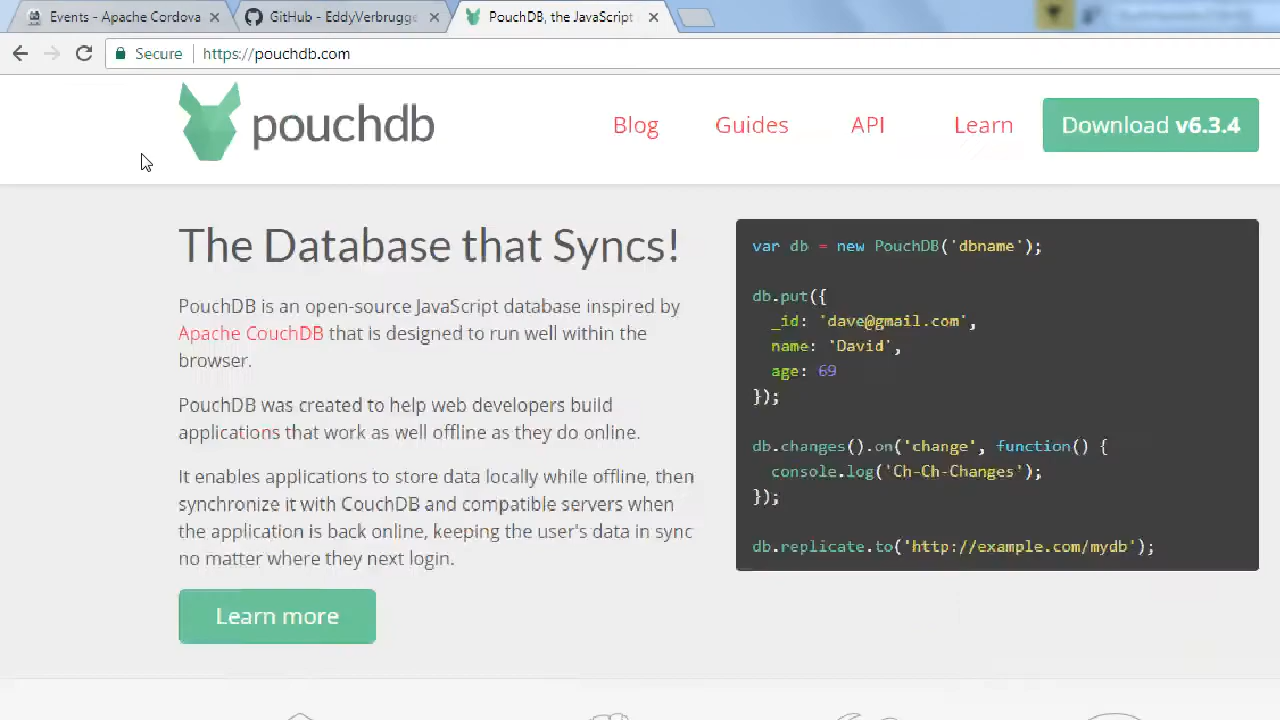 Events - Apache Cordova
GitHub - EddyVerbrugge
PouchDB, the JavaScript
Secure https://pouchdb.com
pouchdb
Blog
Guides
API
Learn
Download v6.3.4
The Database that Syncs!
PouchDB is an open-source JavaScript database inspired by
Apache CouchDB that is designed to run well within the
browser.
PouchDB was created to help web developers build
applications that work as well offline as they do online.
It enables applications to store data locally while offline, then
synchronize it with CouchDB and compatible servers when
the application is back online, keeping the user's data in sync
no matter where they next login.
Learn more
var db = new PouchDB('dbname');
db.put({
_id: 'dave@gmail.com',
name: 'David',
age: 69
});
db.changes().on('change', function() {
console.log('Ch-Ch-Changes');
});
db.replicate.to('http://example.com/mydb');